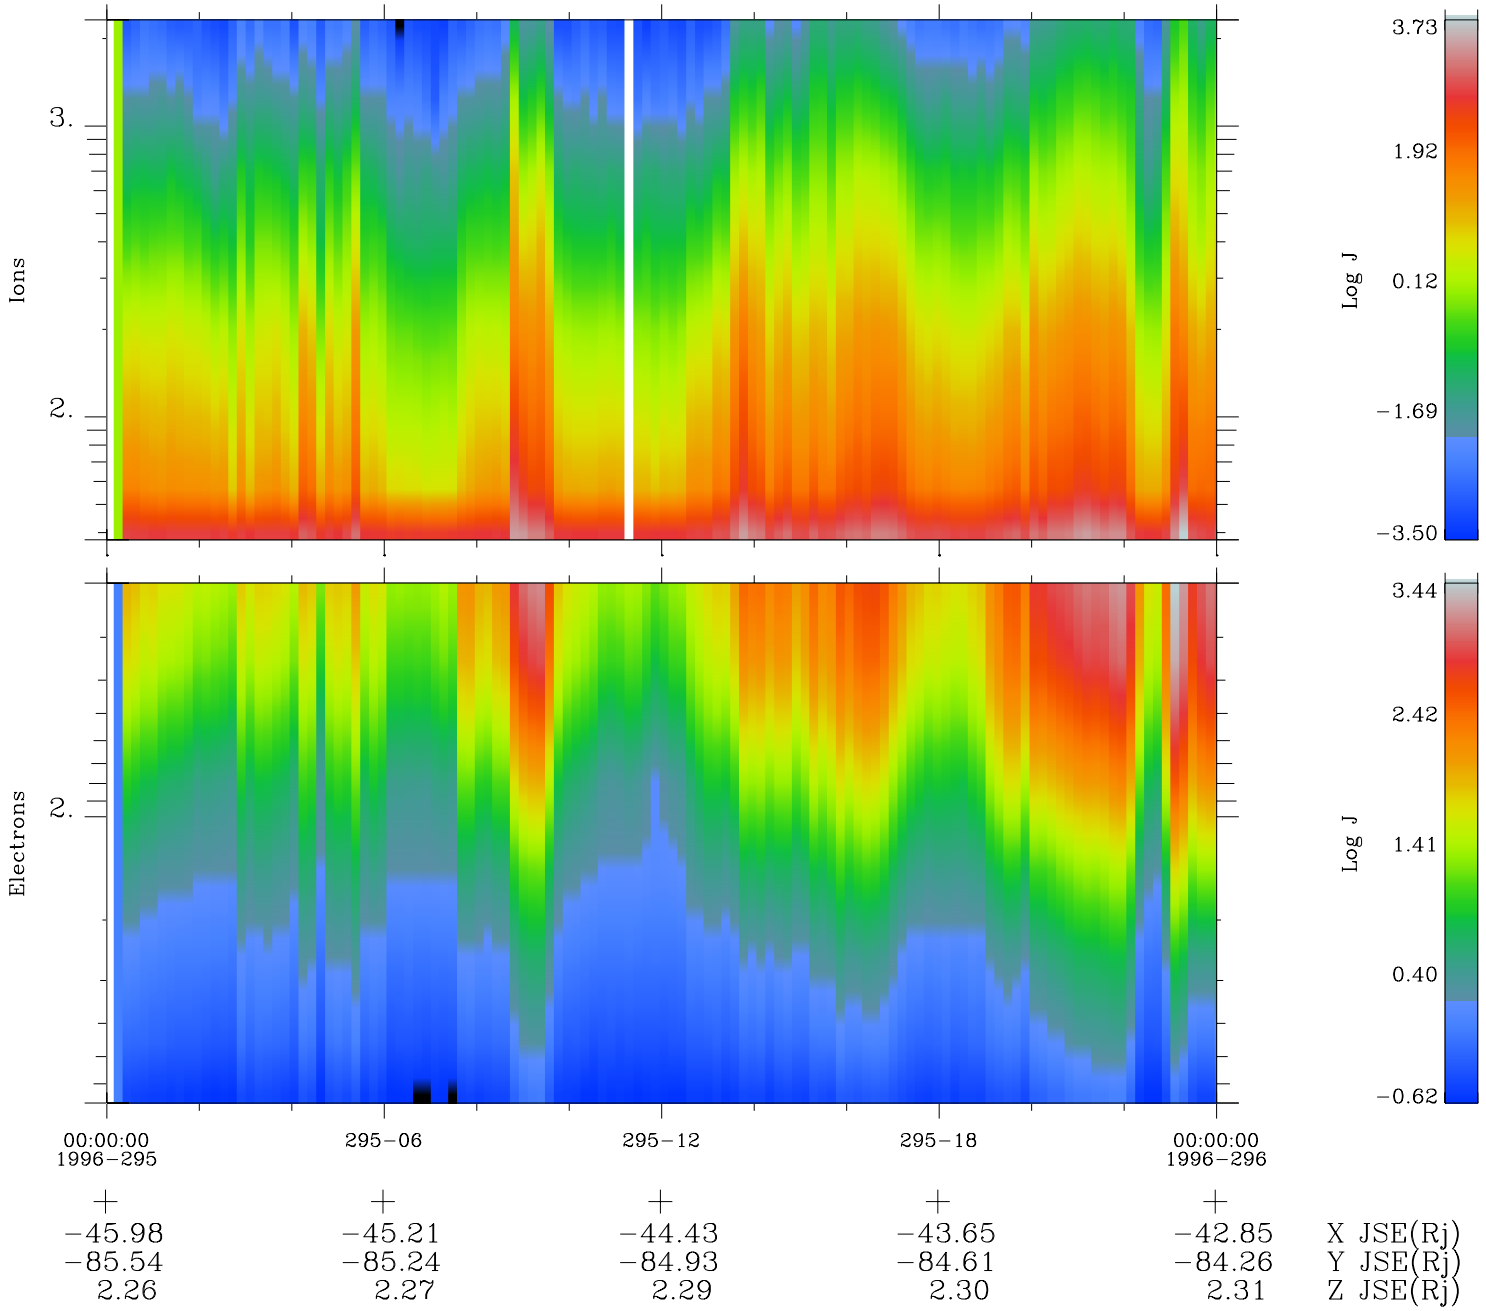 3.
2.
Ions
3.73
1.92
0.12
−1.69
−3.50
Log J
2.
Electrons
3.44
2.42
1.41
0.40
−0.62
Log J
00:00:00 295−06 295−12 295−18 00:00:00
1996−295 1996−296
−45.98 −45.21 −44.43 −43.65 −42.85 X JSE(Rj)
−85.54 −85.24 −84.93 −84.61 −84.26 Y JSE(Rj)
2.26 2.27 2.29 2.30 2.31 Z JSE(Rj)